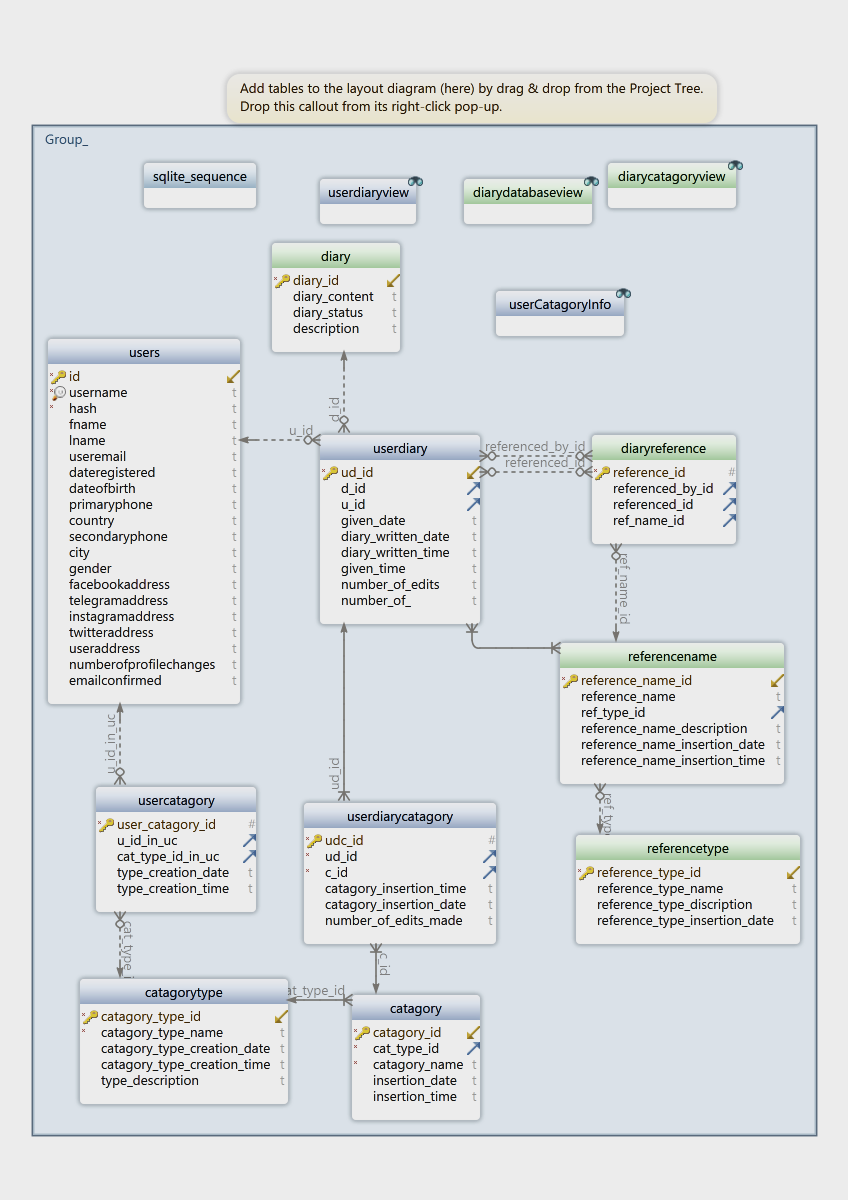 Add tables to the layout diagram (here) by drag & drop from the Project Tree.
Drop this callout from its right-click pop-up.
Group_
sqlite_sequence
userdiaryview
diarydatabaseview
diarycatagoryview
diary
diary_id
diary_content t
diary_status t
description t
userCatagoryInfo
users
id
username t
hash t
fname t
lname t
useremail t
dateregistered t
dateofbirth t
primaryphone t
country t
secondaryphone t
city t
gender t
facebookaddress t
telegramaddress t
instagramaddress t
twitteraddress t
useraddress t
numberofprofilechanges t
emailconfirmed t
d_id
u_id
userdiary
ud_id
d_id
u_id
given_date t
diary_written_date t
diary_written_time t
given_time t
number_of_edits t
number_of_ t
referenced_by_id
referenced_id
diaryreference
reference_id #
referenced_by_id
referenced_id
ref_name_id
ref_name_id
referencename
reference_name_id
reference_name t
ref_type_id
reference_name_description t
reference_name_insertion_date t
reference_name_insertion_time t
ref_typ
referencetype
reference_type_id
reference_type_name t
reference_type_discription t
reference_type_insertion_date t
u_id_in_uc
usercatagory
user_catagory_id #
u_id_in_uc
cat_type_id_in_uc
type_creation_date t
type_creation_time t
ud_id
userdiarycatagory
udc_id #
ud_id
c_id
catagory_insertion_time t
catagory_insertion_date t
number_of_edits_made t
cat_type_i
catagorytype
catagory_type_id
catagory_type_name t
catagory_type_creation_date t
catagory_type_creation_time t
type_description t
at_type_id
c_id
catagory
catagory_id
cat_type_id
catagory_name t
insertion_date t
insertion_time t